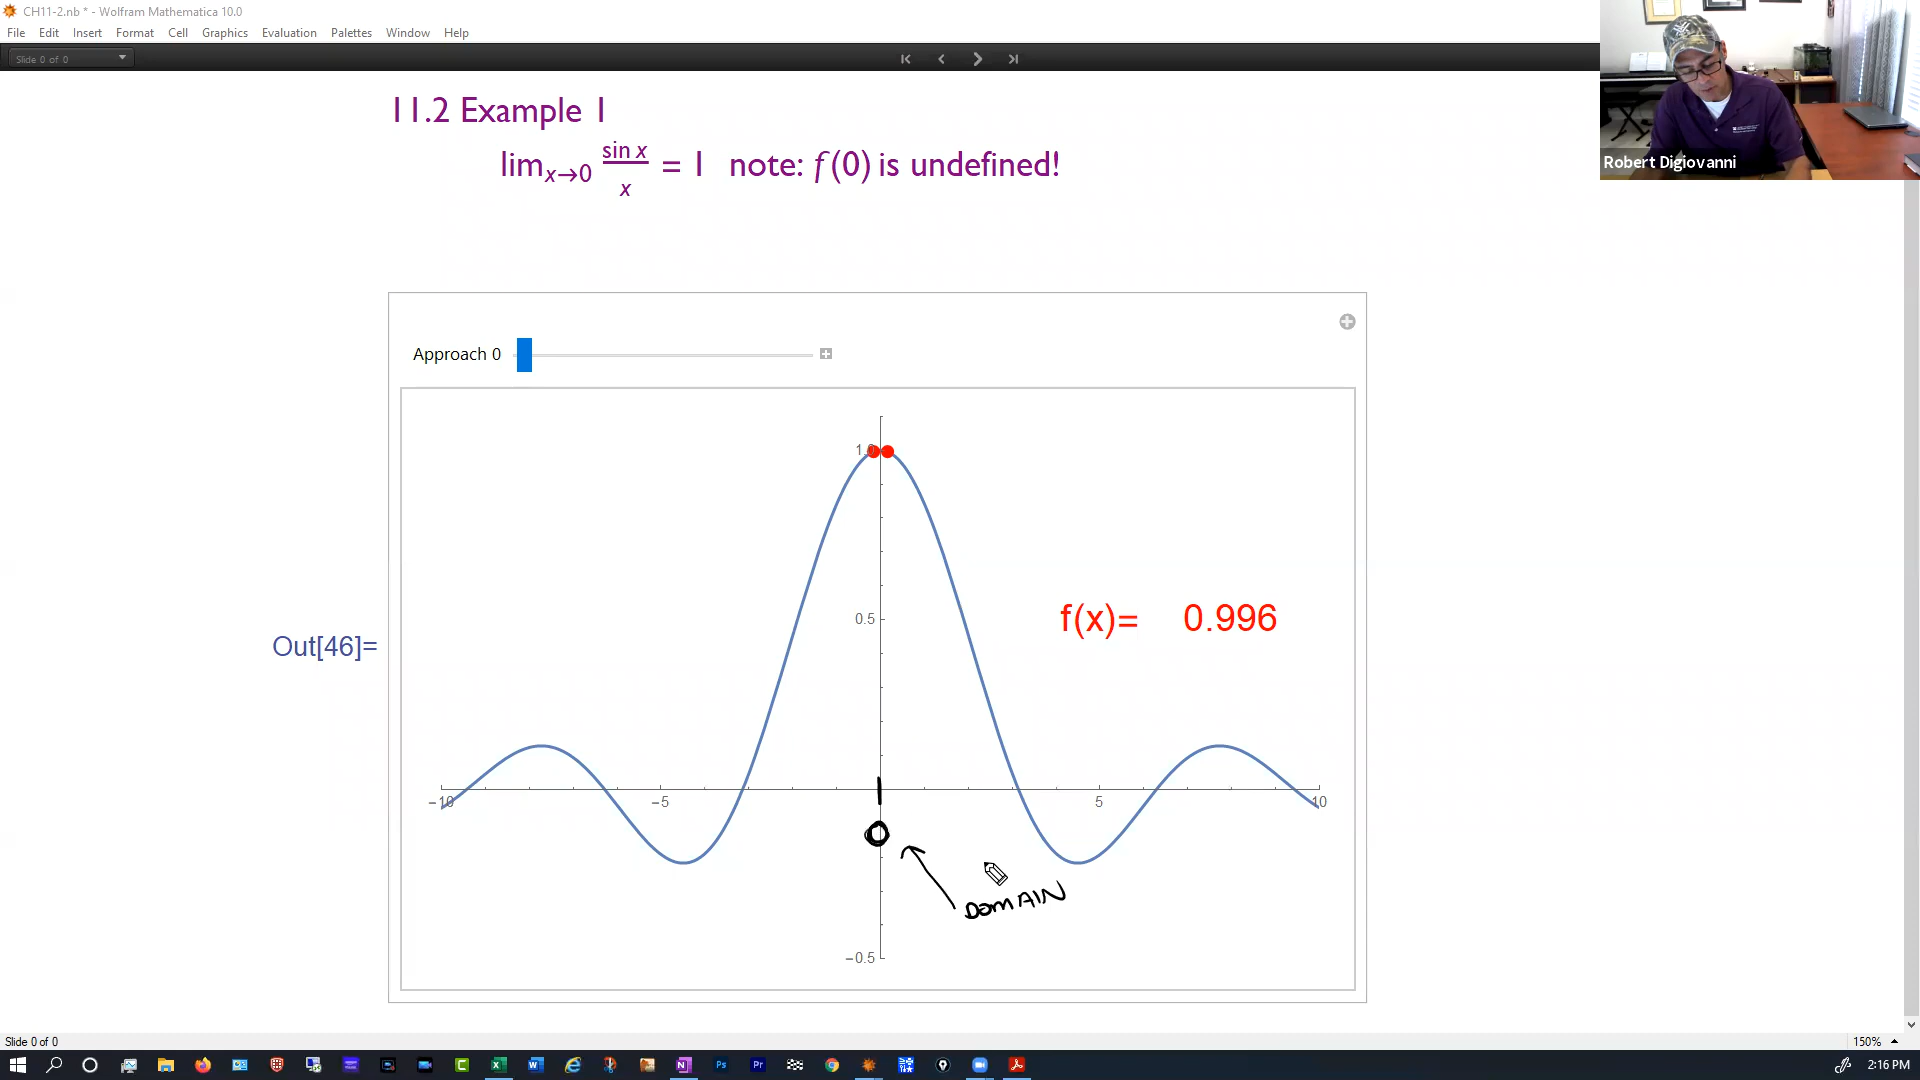 CH11-2.nb * - Wolfram Mathematica 10.0
File Edit Insert Format Cell Graphics Evaluation Palettes Window Help
Slide 0 of 0
11.2 Example 1
lim x→0 sin x / x = 1 note: f(0) is undefined!
Robert Digiovanni
Approach 0
1.0
0.5
f(x)= 0.996
Out[46]=
-10 -5 5 10
0
DOMAIN
-0.5
Slide 0 of 0
150%
2:16 PM